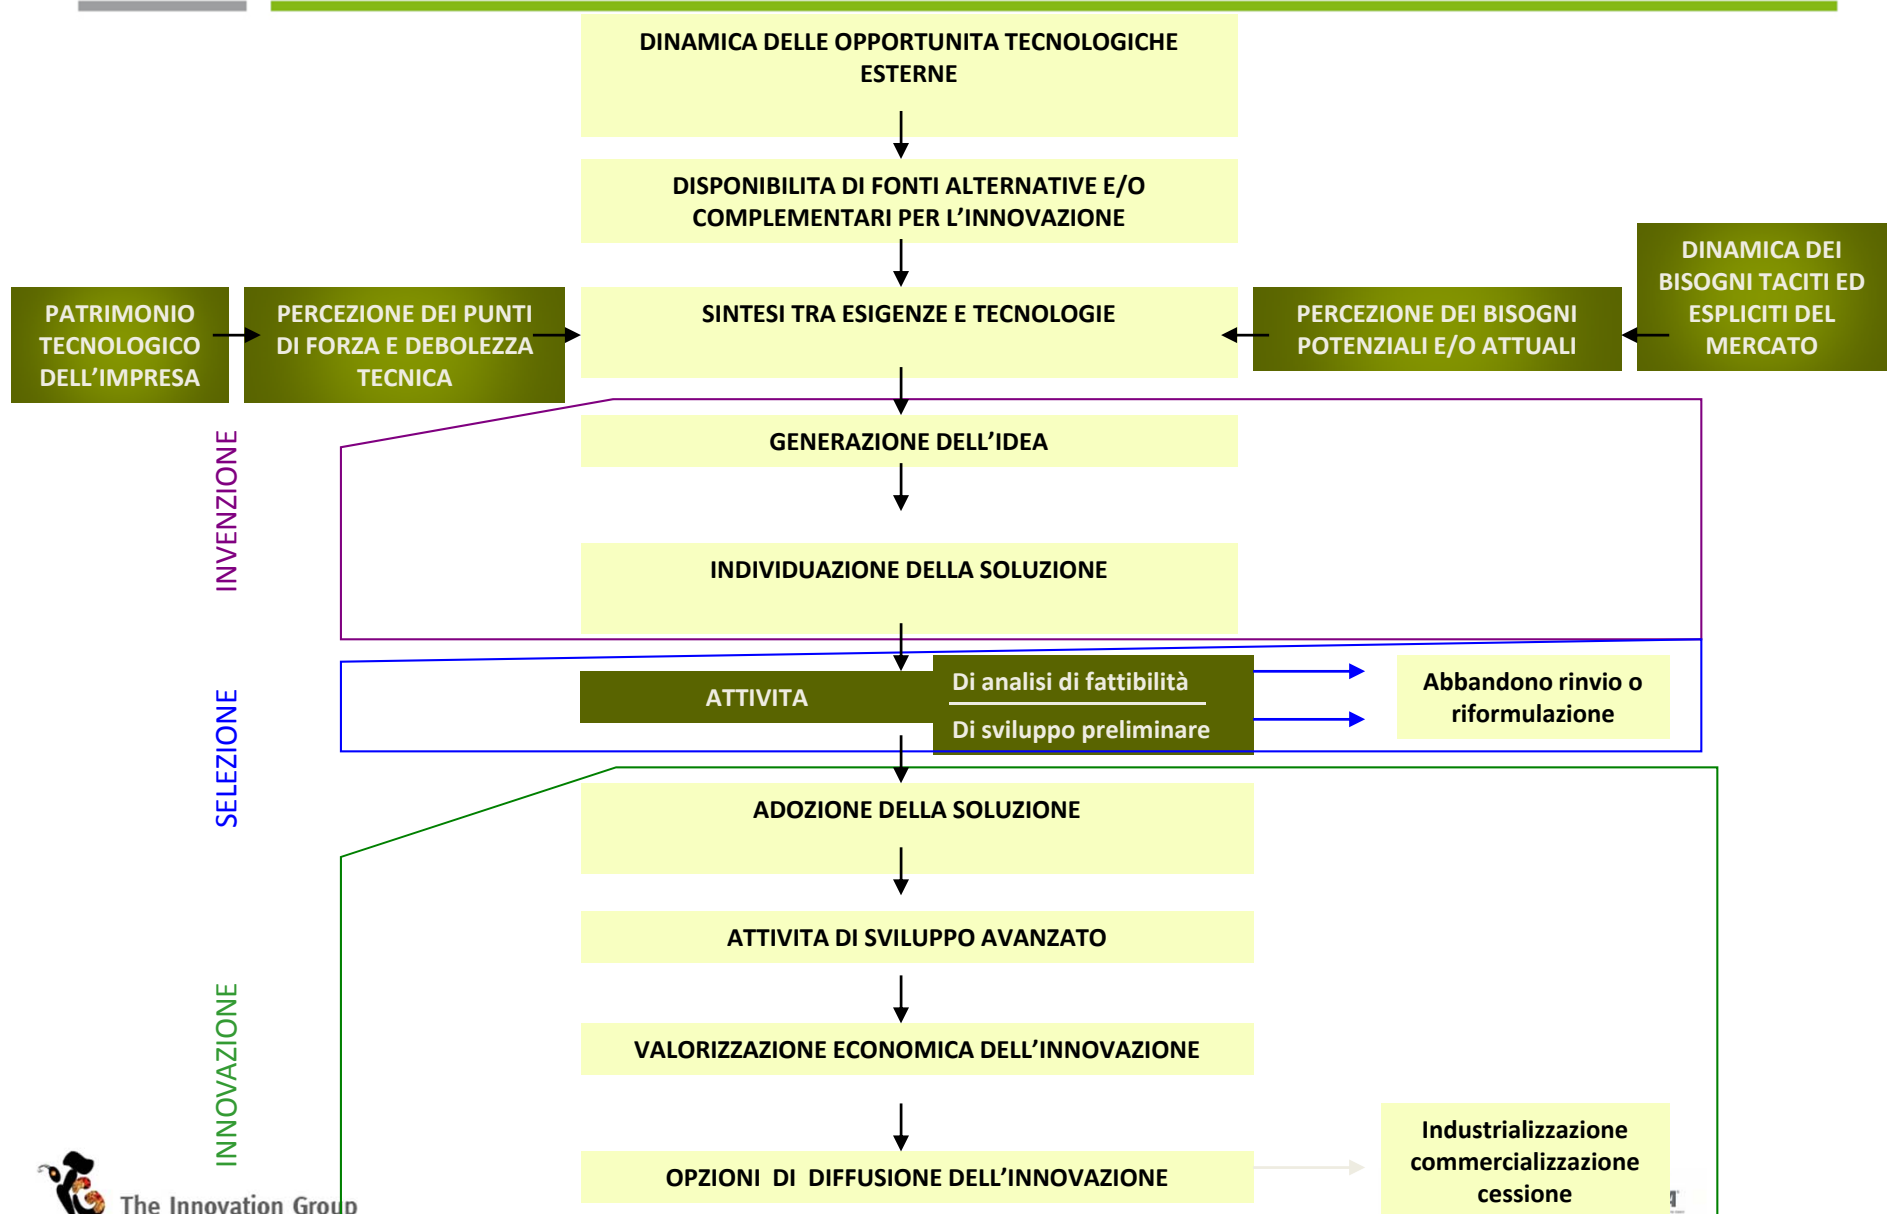 DINAMICA DELLE OPPORTUNITA TECNOLOGICHE
ESTERNE
DISPONIBILITA DI FONTI ALTERNATIVE E/O
COMPLEMENTARI PER L’INNOVAZIONE
PATRIMONIO
TECNOLOGICO
DELL’IMPRESA
PERCEZIONE DEI PUNTI
DI FORZA E DEBOLEZZA
TECNICA
SINTESI TRA ESIGENZE E TECNOLOGIE
PERCEZIONE DEI BISOGNI
POTENZIALI E/O ATTUALI
DINAMICA DEI
BISOGNI TACITI ED
ESPLICITI DEL
MERCATO
INVENZIONE
GENERAZIONE DELL’IDEA
INDIVIDUAZIONE DELLA SOLUZIONE
SELEZIONE
ATTIVITA
Di analisi di fattibilità
Di sviluppo preliminare
Abbandono rinvio o
riformulazione
INNOVAZIONE
ADOZIONE DELLA SOLUZIONE
ATTIVITA DI SVILUPPO AVANZATO
VALORIZZAZIONE ECONOMICA DELL’INNOVAZIONE
OPZIONI DI DIFFUSIONE DELL’INNOVAZIONE
Industrializzazione
commercializzazione
cessione
The Innovation Group